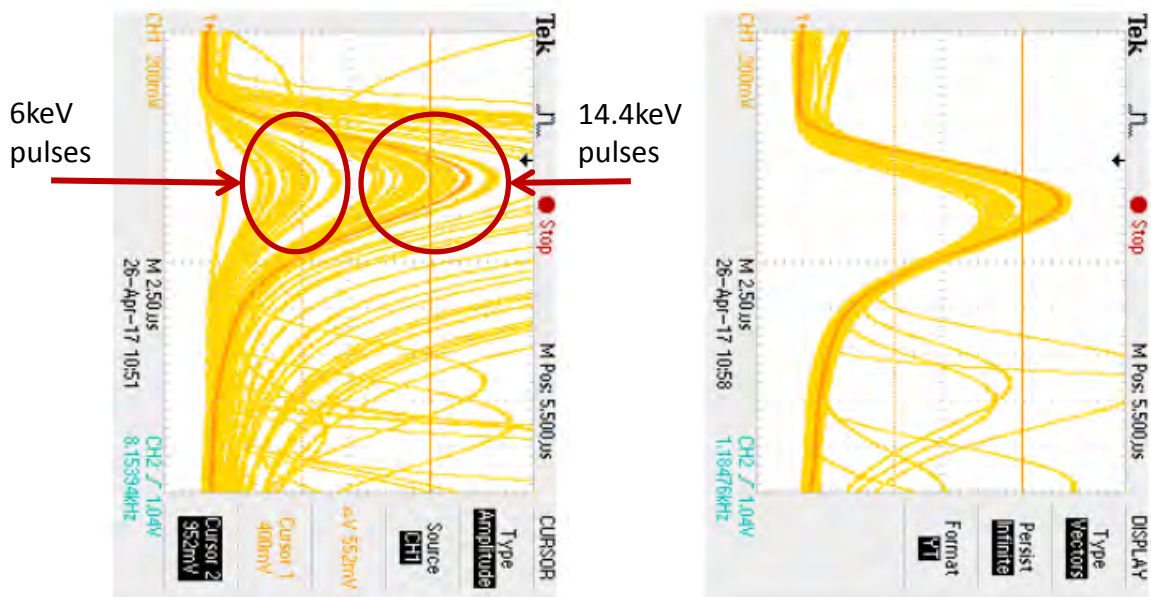 6keV
pulses
14.4keV
pulses
Tek
Stop
M Pos: 5.500µs
CURSOR
Type
Amplitude
Source
CH1
ΔV 552mV
Cursor 1
400mV
Cursor 2
952mV
CH1 200mV
M 2.50µs
CH2 / 1.04V
26-Apr-17 10:51
8.15394kHz
Tek
Stop
M Pos: 5.500µs
DISPLAY
Type
Vectors
Persist
Infinite
Format
YT
CH1 200mV
M 2.50µs
CH2 / 1.04V
26-Apr-17 10:58
1.18476kHz